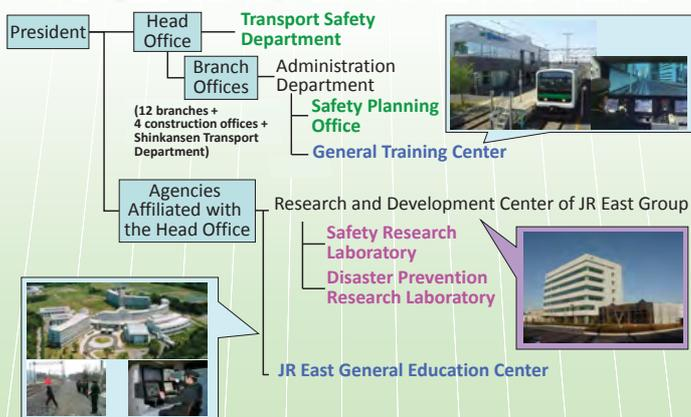 President
Head
Office
Transport Safety
Department
Branch
Offices
Administration
Department
(12 branches +
4 construction offices +
Shinkansen Transport
Department)
Safety Planning
Office
General Training Center
Agencies
Affiliated with
the Head Office
Research and Development Center of JR East Group
Safety Research
Laboratory
Disaster Prevention
Research Laboratory
JR East General Education Center